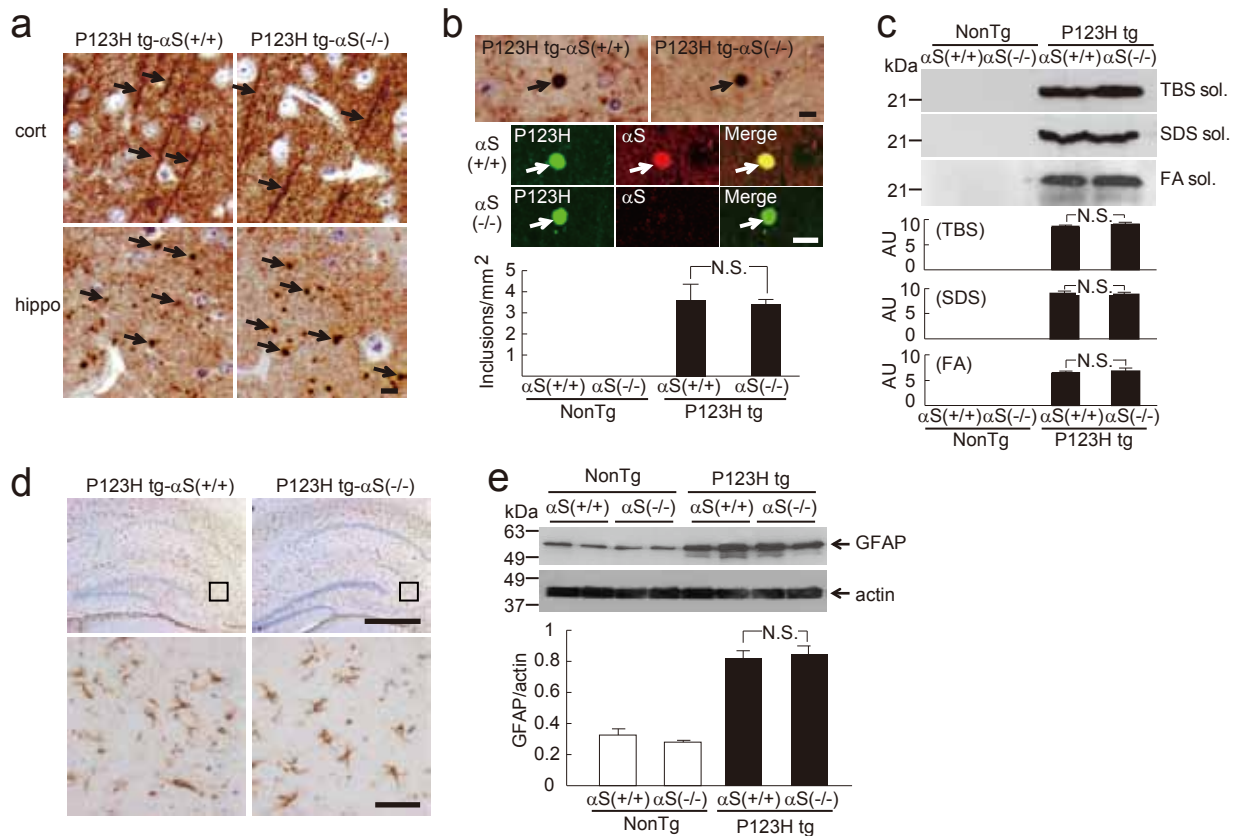 a
P123H tg-αS(+/+)
P123H tg-αS(-/-)
cort
hippo
b
P123H tg-αS(+/+)
P123H tg-αS(-/-)
αS (+/+)
P123H
αS
Merge
αS (-/-)
P123H
αS
Merge
Inclusions/mm2
5
4
3
2
1
N.S.
αS(+/+) αS(-/-)
αS(+/+)
αS(-/-)
NonTg
P123H tg
c
NonTg
P123H tg
αS(+/+) αS(-/-)
αS(+/+) αS(-/-)
kDa
21
TBS sol.
21
SDS sol.
21
FA sol.
AU
10
5
0
(TBS)
N.S.
AU
10
5
0
(SDS)
N.S.
AU
10
5
0
(FA)
N.S.
αS(+/+) αS(-/-)
αS(+/+) αS(-/-)
NonTg
P123H tg
d
P123H tg-αS(+/+)
P123H tg-αS(-/-)
e
NonTg
P123H tg
αS(+/+)
αS(-/-)
αS(+/+)
αS(-/-)
kDa
63
49
GFAP
49
37
actin
GFAP/actin
1
0.8
0.6
0.4
0.2
0
N.S.
αS(+/+)
αS(-/-)
αS(+/+)
αS(-/-)
NonTg
P123H tg